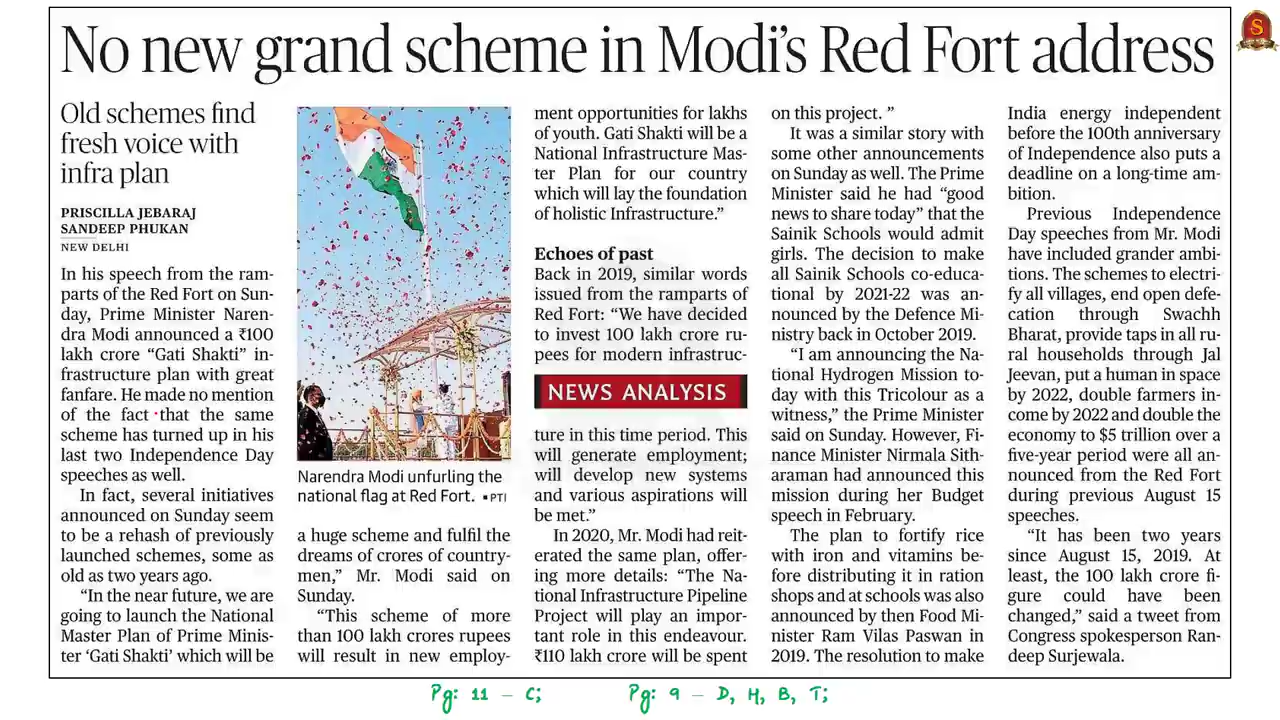 No new grand scheme in Modi's Red Fort address
S
Old schemes find
fresh voice with
infra plan
PRISCILLA JEBARAJ
SANDEEP PHUKAN
NEW DELHI
In his speech from the ram-
parts of the Red Fort on Sun-
day, Prime Minister Naren-
dra Modi announced a ₹100
lakh crore “Gati Shakti” in-
frastructure plan with great
fanfare. He made no mention
of the fact that the same
scheme has turned up in his
last two Independence Day
speeches as well.
In fact, several initiatives
announced on Sunday seem
to be a rehash of previously
launched schemes, some as
old as two years ago.
“In the near future, we are
going to launch the National
Master Plan of Prime Minis-
ter ‘Gati Shakti’ which will be
Narendra Modi unfurling the
national flag at Red Fort. ▪PTI
a huge scheme and fulfil the
dreams of crores of country-
men,” Mr. Modi said on
Sunday.
“This scheme of more
than 100 lakh crores rupees
will result in new employ-
ment opportunities for lakhs
of youth. Gati Shakti will be a
National Infrastructure Mas-
ter Plan for our country
which will lay the foundation
of holistic Infrastructure.”
Echoes of past
Back in 2019, similar words
issued from the ramparts of
Red Fort: “We have decided
to invest 100 lakh crore ru-
pees for modern infrastruc-
NEWS ANALYSIS
ture in this time period. This
will generate employment;
will develop new systems
and various aspirations will
be met.”
In 2020, Mr. Modi had reit-
erated the same plan, offer-
ing more details: “The Na-
tional Infrastructure Pipeline
Project will play an impor-
tant role in this endeavour.
₹110 lakh crore will be spent
on this project. ”
It was a similar story with
some other announcements
on Sunday as well. The Prime
Minister said he had “good
news to share today” that the
Sainik Schools would admit
girls. The decision to make
all Sainik Schools co-educa-
tional by 2021-22 was an-
nounced by the Defence Mi-
nistry back in October 2019.
“I am announcing the Na-
tional Hydrogen Mission to-
day with this Tricolour as a
witness,” the Prime Minister
said on Sunday. However, Fi-
nance Minister Nirmala Sith-
araman had announced this
mission during her Budget
speech in February.
The plan to fortify rice
with iron and vitamins be-
fore distributing it in ration
shops and at schools was also
announced by then Food Mi-
nister Ram Vilas Paswan in
2019. The resolution to make
India energy independent
before the 100th anniversary
of Independence also puts a
deadline on a long-time am-
bition.
Previous Independence
Day speeches from Mr. Modi
have included grander ambi-
tions. The schemes to electri-
fy all villages, end open defe-
cation through Swachh
Bharat, provide taps in all ru-
ral households through Jal
Jeevan, put a human in space
by 2022, double farmers in-
come by 2022 and double the
economy to $5 trillion over a
five-year period were all an-
nounced from the Red Fort
during previous August 15
speeches.
“It has been two years
since August 15, 2019. At
least, the 100 lakh crore fi-
gure could have been
changed,” said a tweet from
Congress spokesperson Ran-
deep Surjewala.
Pg: 11 – C; Pg: 9 – D, H, B, T;